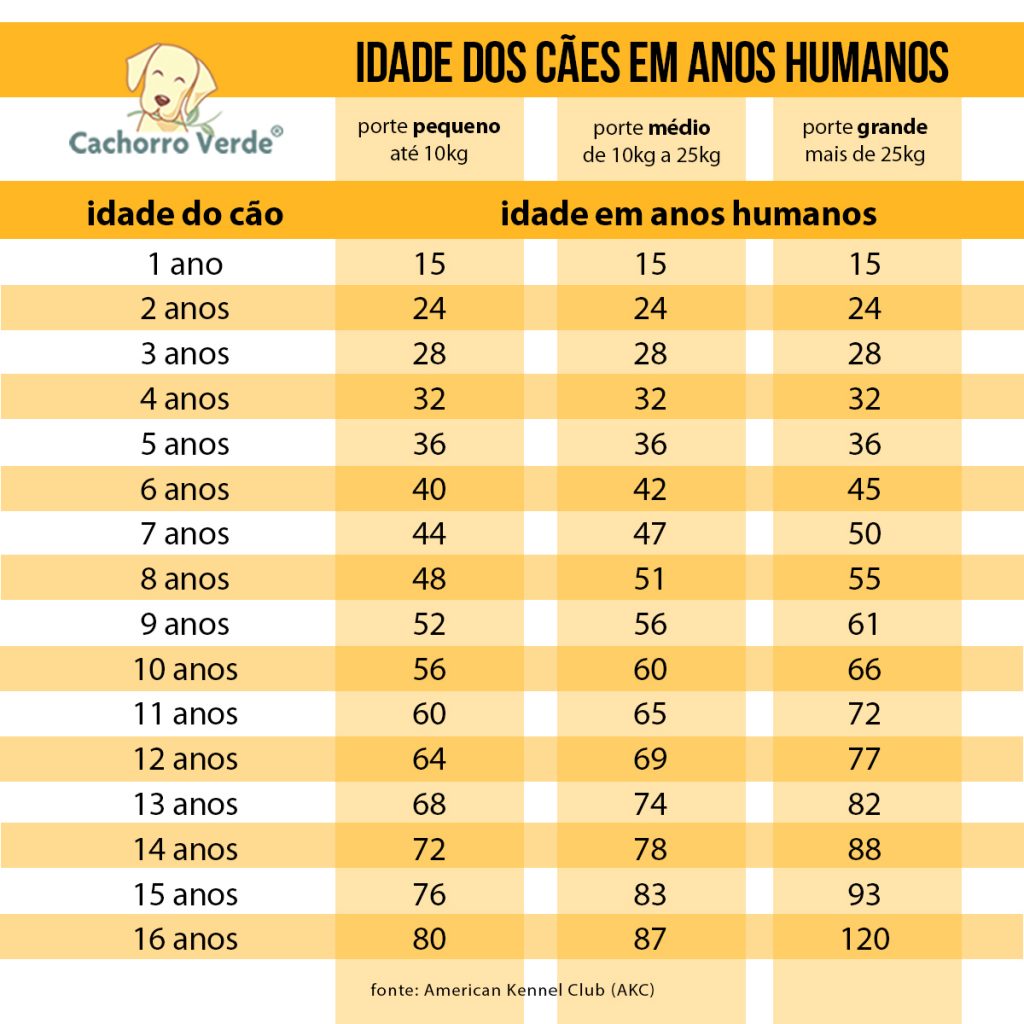 IDADE DOS CÃES EM ANOS HUMANOS
Cachorro Verde®
porte pequeno
até 10kg
porte médio
de 10kg a 25kg
porte grande
mais de 25kg
idade do cão idade em anos humanos
1 ano 15 15 15
2 anos 24 24 24
3 anos 28 28 28
4 anos 32 32 32
5 anos 36 36 36
6 anos 40 42 45
7 anos 44 47 50
8 anos 48 51 55
9 anos 52 56 61
10 anos 56 60 66
11 anos 60 65 72
12 anos 64 69 77
13 anos 68 74 82
14 anos 72 78 88
15 anos 76 83 93
16 anos 80 87 120
fonte: American Kennel Club (AKC)